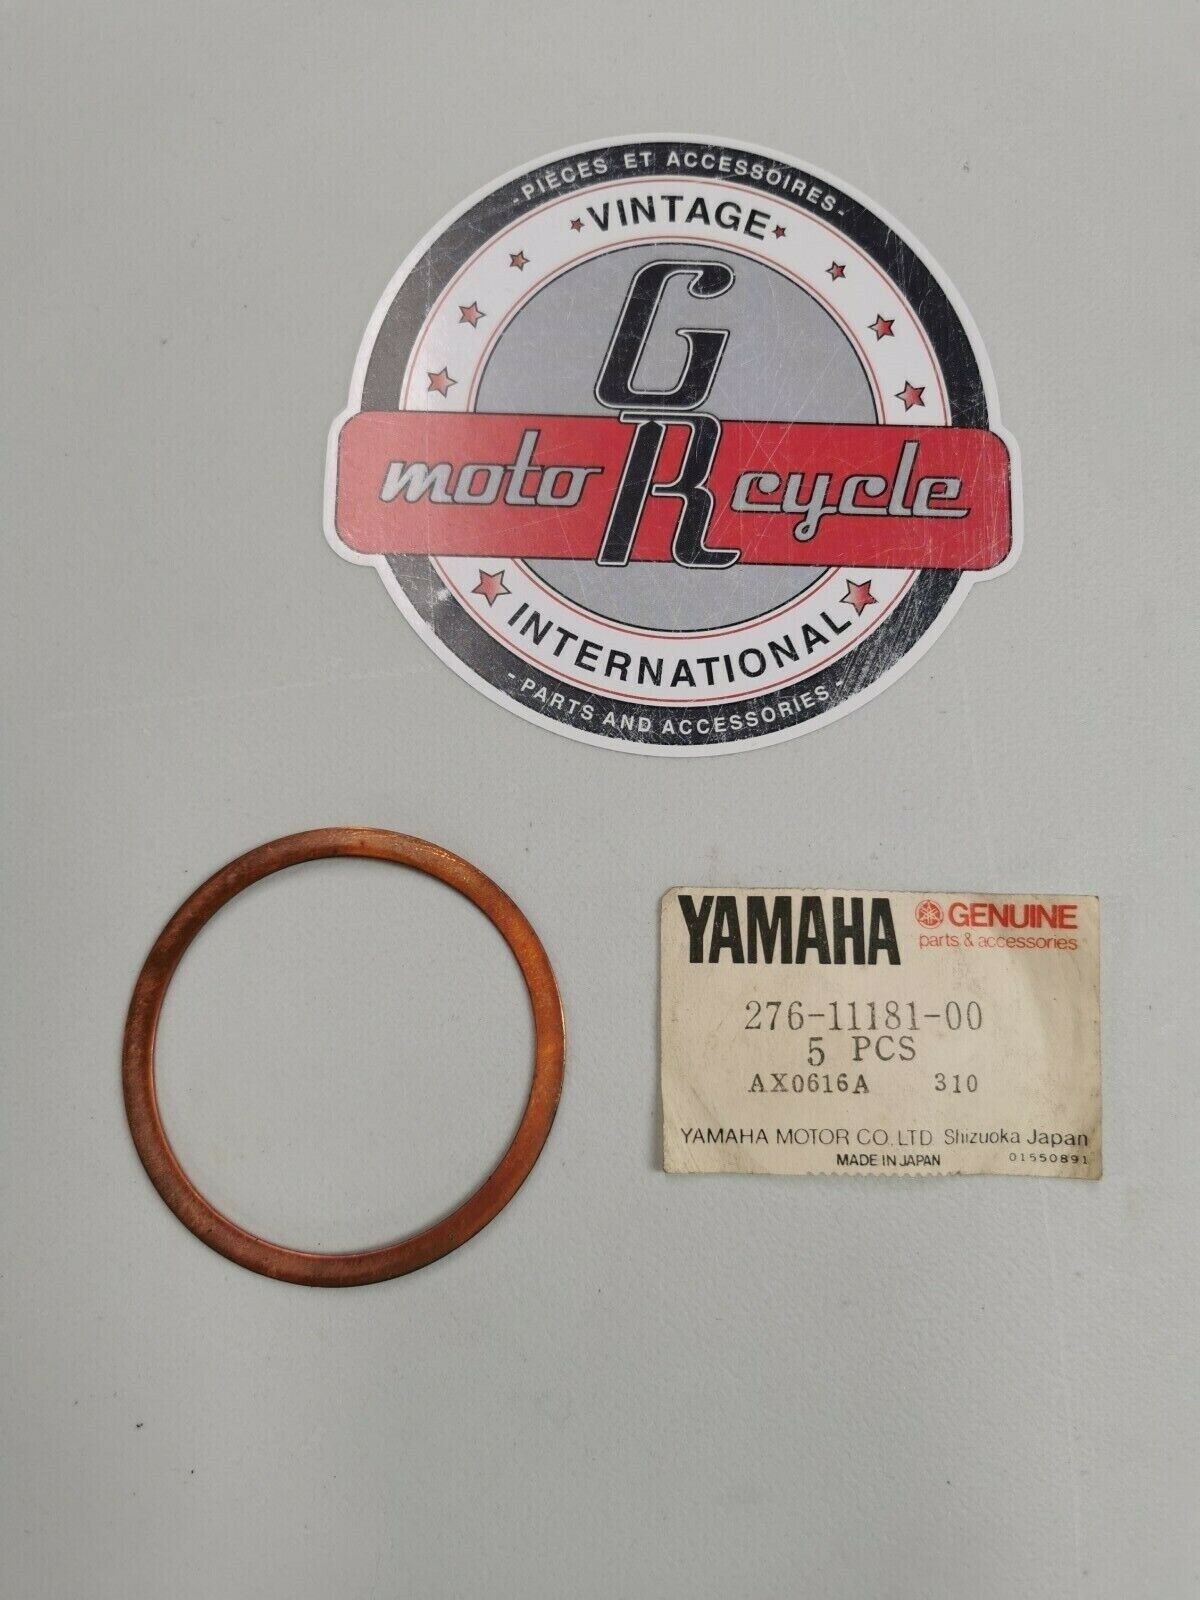 - PIÈCES ET ACCESSOIRES -
VINTAGE
GR
moto cycle
INTERNATIONAL
- PARTS AND ACCESSORIES -
YAMAHA GENUINE
parts & accessories
276-11181-00
5 PCS
AX0616A 310
YAMAHA MOTOR CO., LTD. Shizuoka Japan
MADE IN JAPAN 01550891